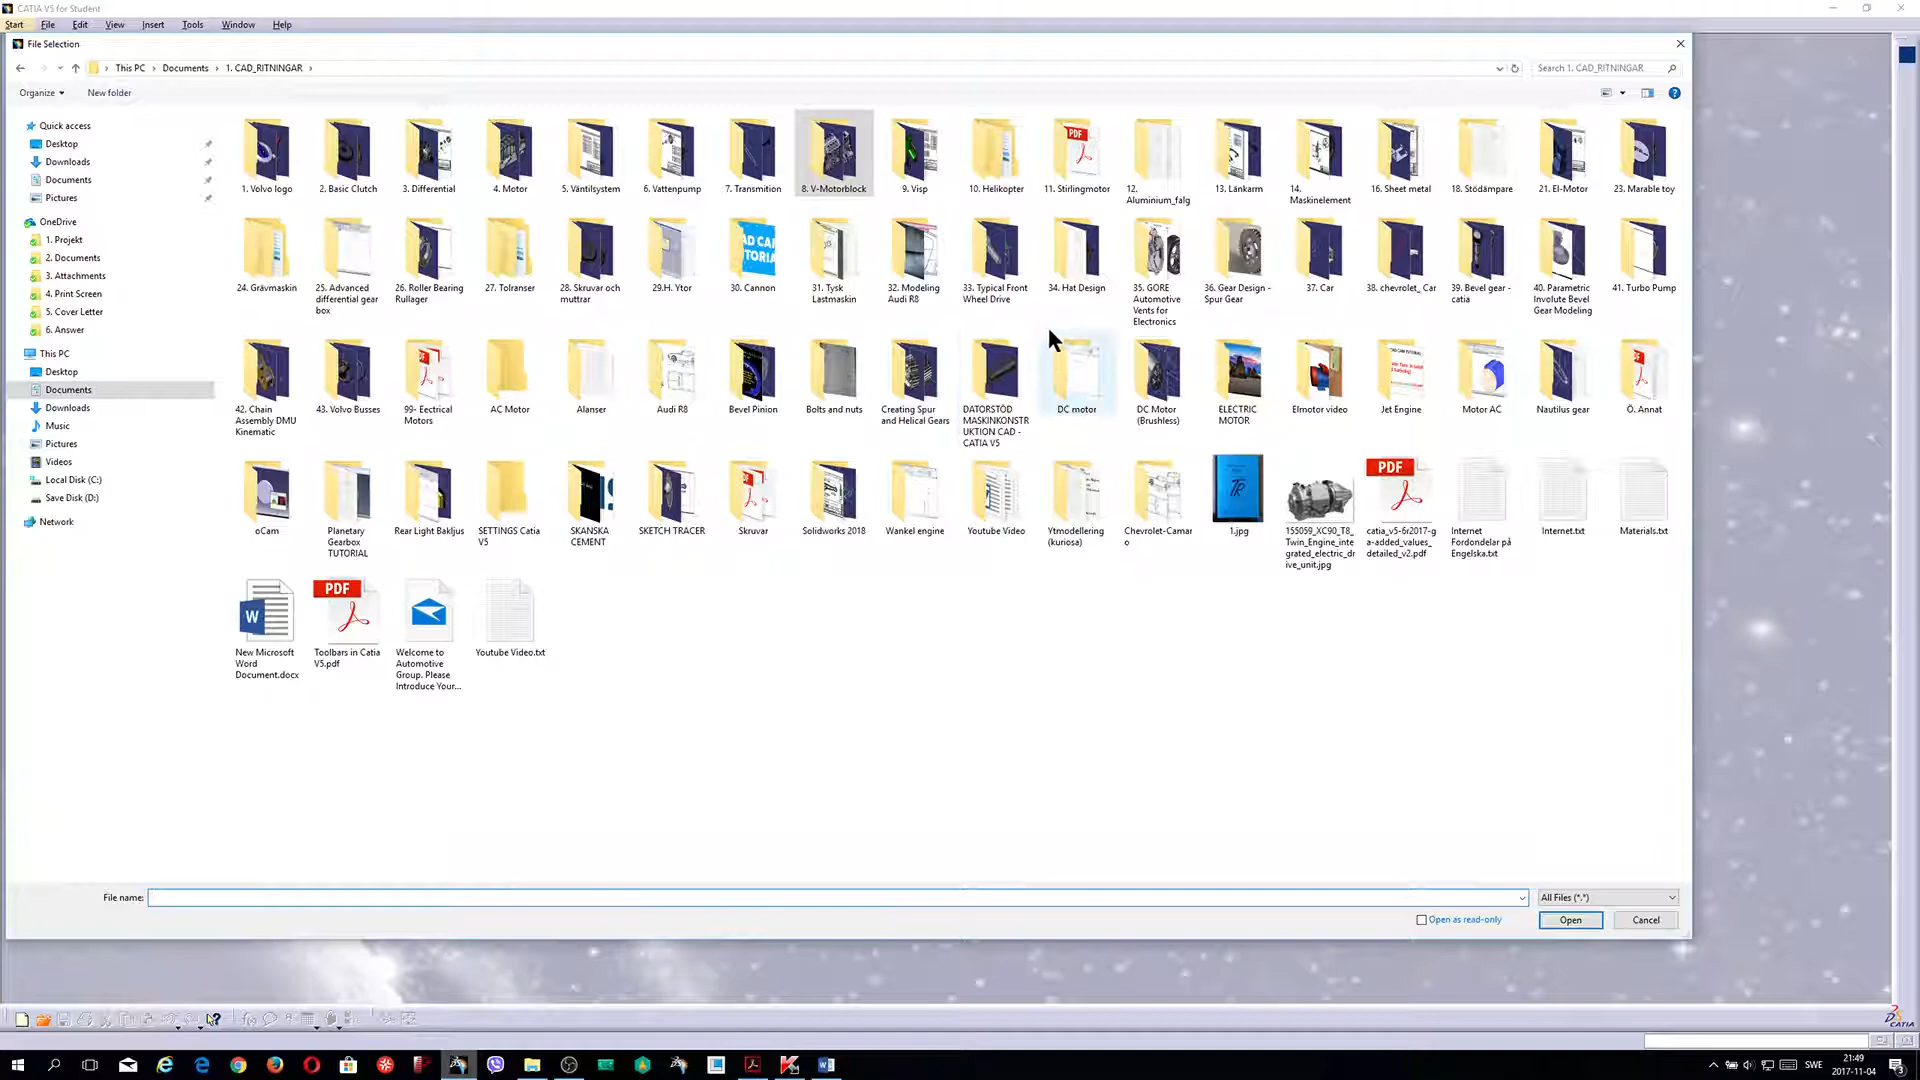 CATIA V5 for Student
Start File Edit View Insert Tools Window Help
File Selection
This PC Documents 1. CAD_RITNINGAR
Search 1. CAD_RITNINGAR
Organize New folder
Quick access
Desktop
Downloads
Documents
Pictures
OneDrive
1. Projekt
2. Documents
3. Attachments
4. Print Screen
5. Cover Letter
6. Answer
This PC
Desktop
Documents
Downloads
Music
Pictures
Videos
Local Disk (C:)
Save Disk (D:)
Network
1. Volvo logo
2. Basic Clutch
3. Differential
4. Motor
5. Väntilsystem
6. Vattenpump
7. Transmition
8. V-Motorblock
9. Visp
10. Helikopter
11. Stirlingmotor
12.
Aluminium_falg
13. Länkarm
14.
Maskinelement
16. Sheet metal
18. Stödämpare
21. El-Motor
23. Marable toy
24. Grävmaskin
25. Advanced
differential gear
box
26. Roller Bearing
Rullager
27. Tolranser
28. Skruvar och
muttrar
29.H. Ytor
30. Cannon
31. Tysk
Lastmaskin
32. Modeling
Audi R8
33. Typical Front
Wheel Drive
34. Hat Design
35. GORE
Automotive
Vents for
Electronics
36. Gear Design -
Spur Gear
37. Car
38. chevrolet_ Car
39. Bevel gear -
catia
40. Parametric
Involute Bevel
Gear Modeling
41. Turbo Pump
42. Chain
Assembly DMU
Kinematic
43. Volvo Busses
99- Eectrical
Motors
AC Motor
Alanser
Audi R8
Bevel Pinion
Bolts and nuts
Creating Spur
and Helical Gears
DATORSTÖD
MASKINKONSTR
UKTION CAD -
CATIA V5
DC motor
DC Motor
(Brushless)
ELECTRIC
MOTOR
Elmotor video
Jet Engine
Motor AC
Nautilus gear
Ö. Annat
oCam
Planetary
Gearbox
TUTORIAL
Rear Light Bakljus
SETTINGS Catia
V5
SKANSKA
CEMENT
SKETCH TRACER
Skruvar
Solidworks 2018
Wankel engine
Youtube Video
Ytmodellering
(kuriosa)
Chevrolet-Camar
o
1.jpg
155059_XC90_T8_
Twin_Engine_inte
grated_electric_dr
ive_unit.jpg
catia_v5-6r2017-g
a-added_values_
detailed_v2.pdf
Internet
Fordondelar på
Engelska.txt
Internet.txt
Materials.txt
New Microsoft
Word
Document.docx
Toolbars in Catia
V5.pdf
Welcome to
Automotive
Group. Please
Introduce Your...
Youtube Video.txt
File name:
All Files (*.*)
Open as read-only
Open
Cancel
CATIA
SWE
21:49
2017-11-04